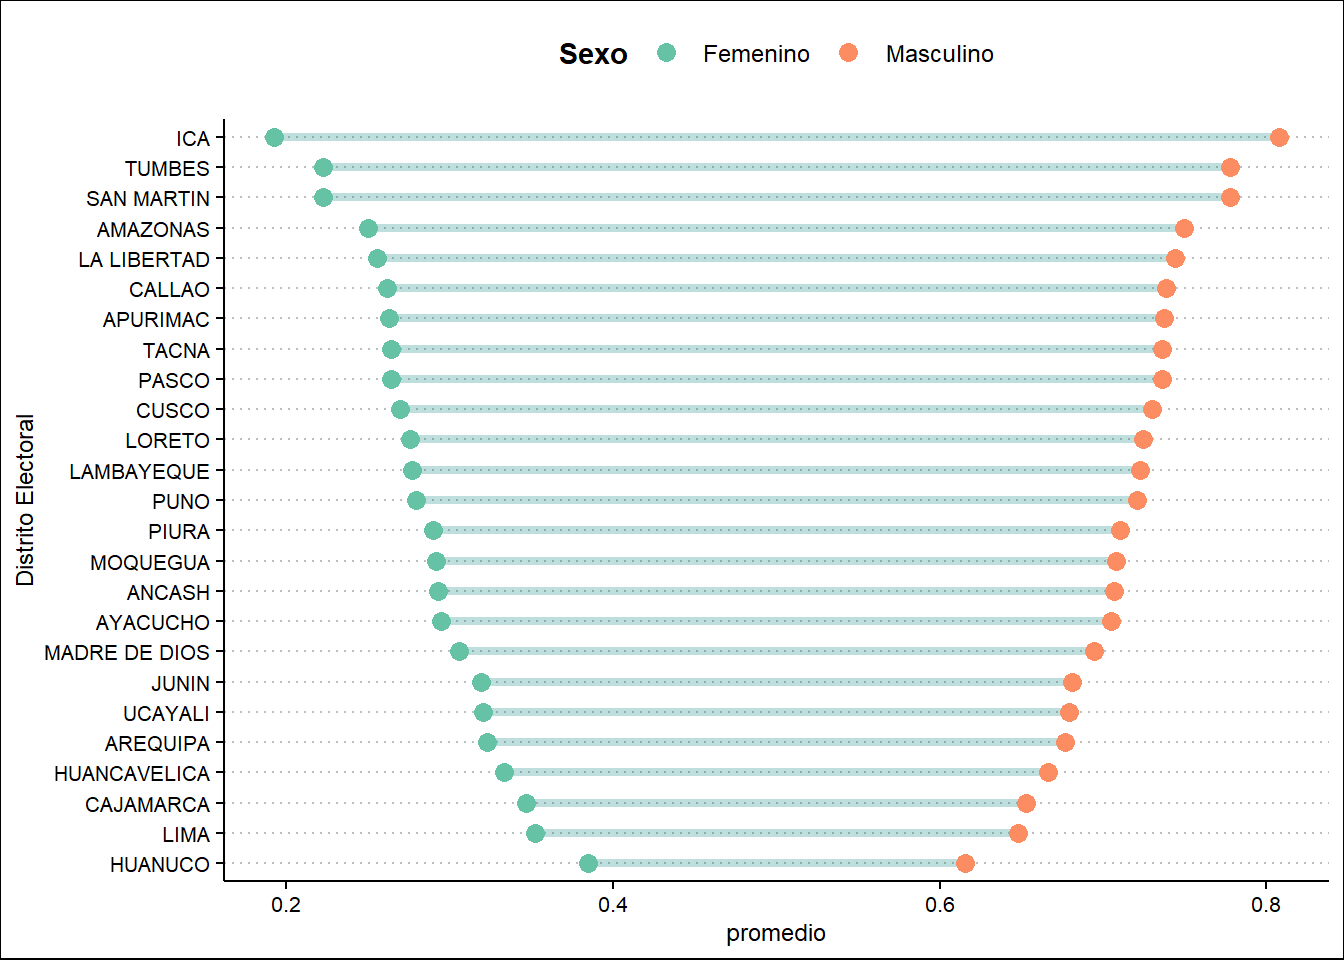 Sexo Femenino Masculino
ICA
TUMBES
SAN MARTIN
AMAZONAS
LA LIBERTAD
CALLAO
APURIMAC
TACNA
PASCO
CUSCO
LORETO
LAMBAYEQUE
PUNO
PIURA
MOQUEGUA
ANCASH
AYACUCHO
MADRE DE DIOS
JUNIN
UCAYALI
AREQUIPA
HUANCAVELICA
CAJAMARCA
LIMA
HUANUCO
Distrito Electoral
0.2 0.4 0.6 0.8
promedio